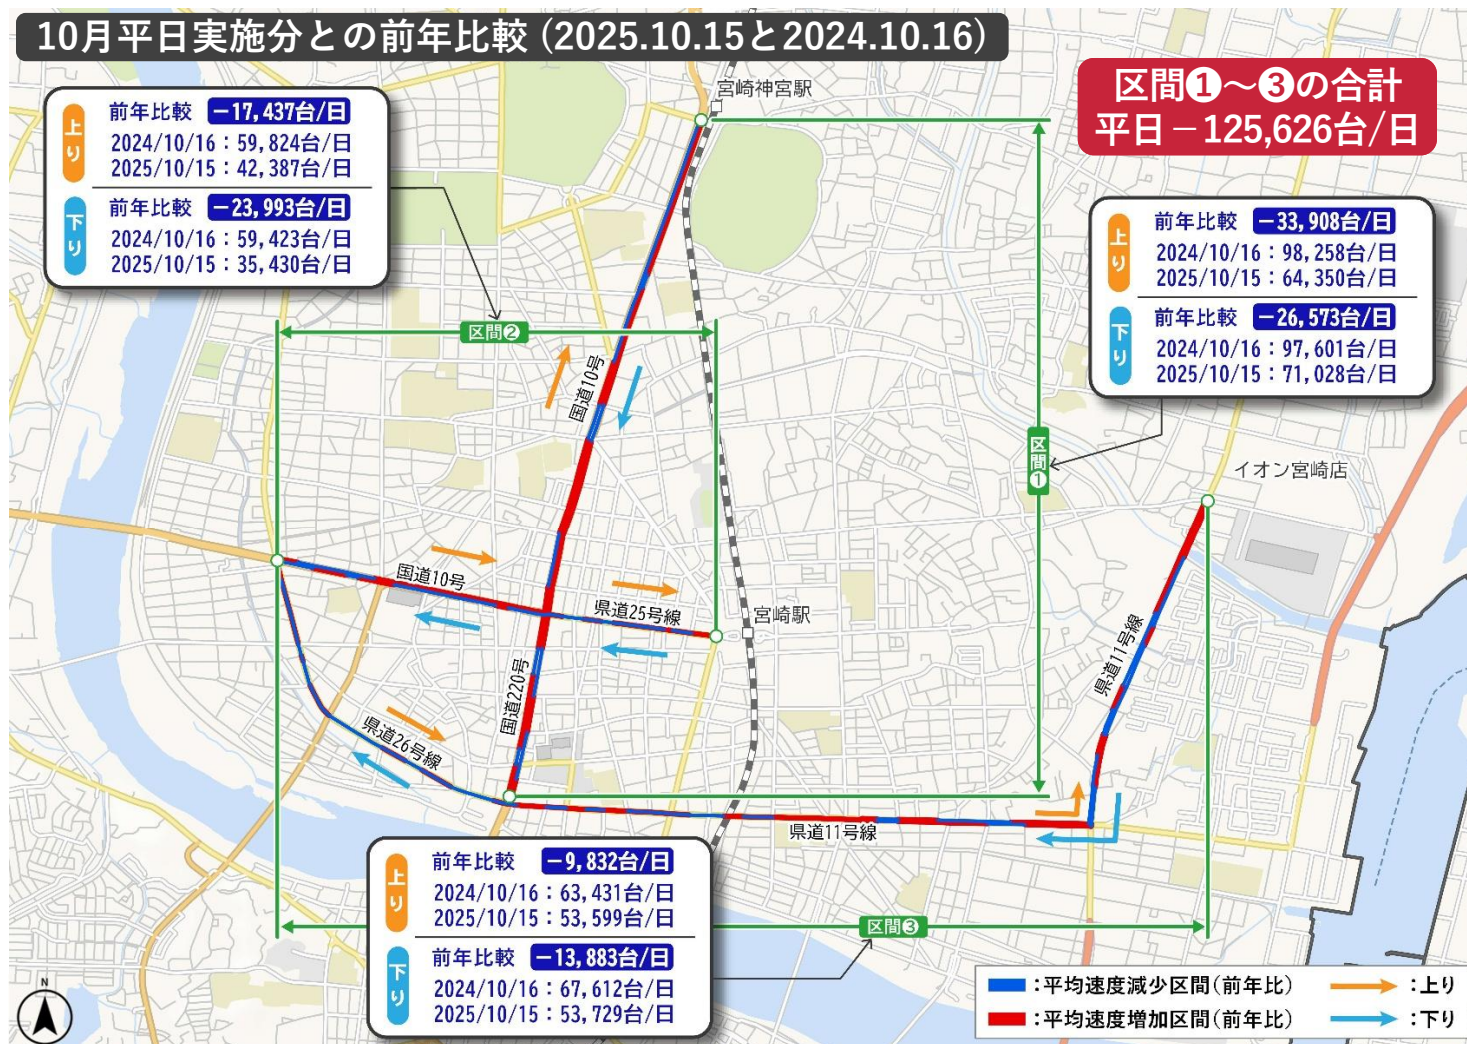 10月平日実施分との前年比較 (2025.10.15と2024.10.16)
区間❶～❸の合計
平日－125,626台/日
上り
前年比較 －17,437台/日
2024/10/16：59,824台/日
2025/10/15：42,387台/日
下り
前年比較 －23,993台/日
2024/10/16：59,423台/日
2025/10/15：35,430台/日
宮崎神宮駅
上り
前年比較 －33,908台/日
2024/10/16：98,258台/日
2025/10/15：64,350台/日
下り
前年比較 －26,573台/日
2024/10/16：97,601台/日
2025/10/15：71,028台/日
区間❷
国道10号
区間❶
イオン宮崎店
国道10号
県道25号線
宮崎駅
県道11号線
国道220号
県道26号線
県道11号線
上り
前年比較 －9,832台/日
2024/10/16：63,431台/日
2025/10/15：53,599台/日
下り
前年比較 －13,883台/日
2024/10/16：67,612台/日
2025/10/15：53,729台/日
区間❸
N
：平均速度減少区間(前年比)
：上り
：平均速度増加区間(前年比)
：下り